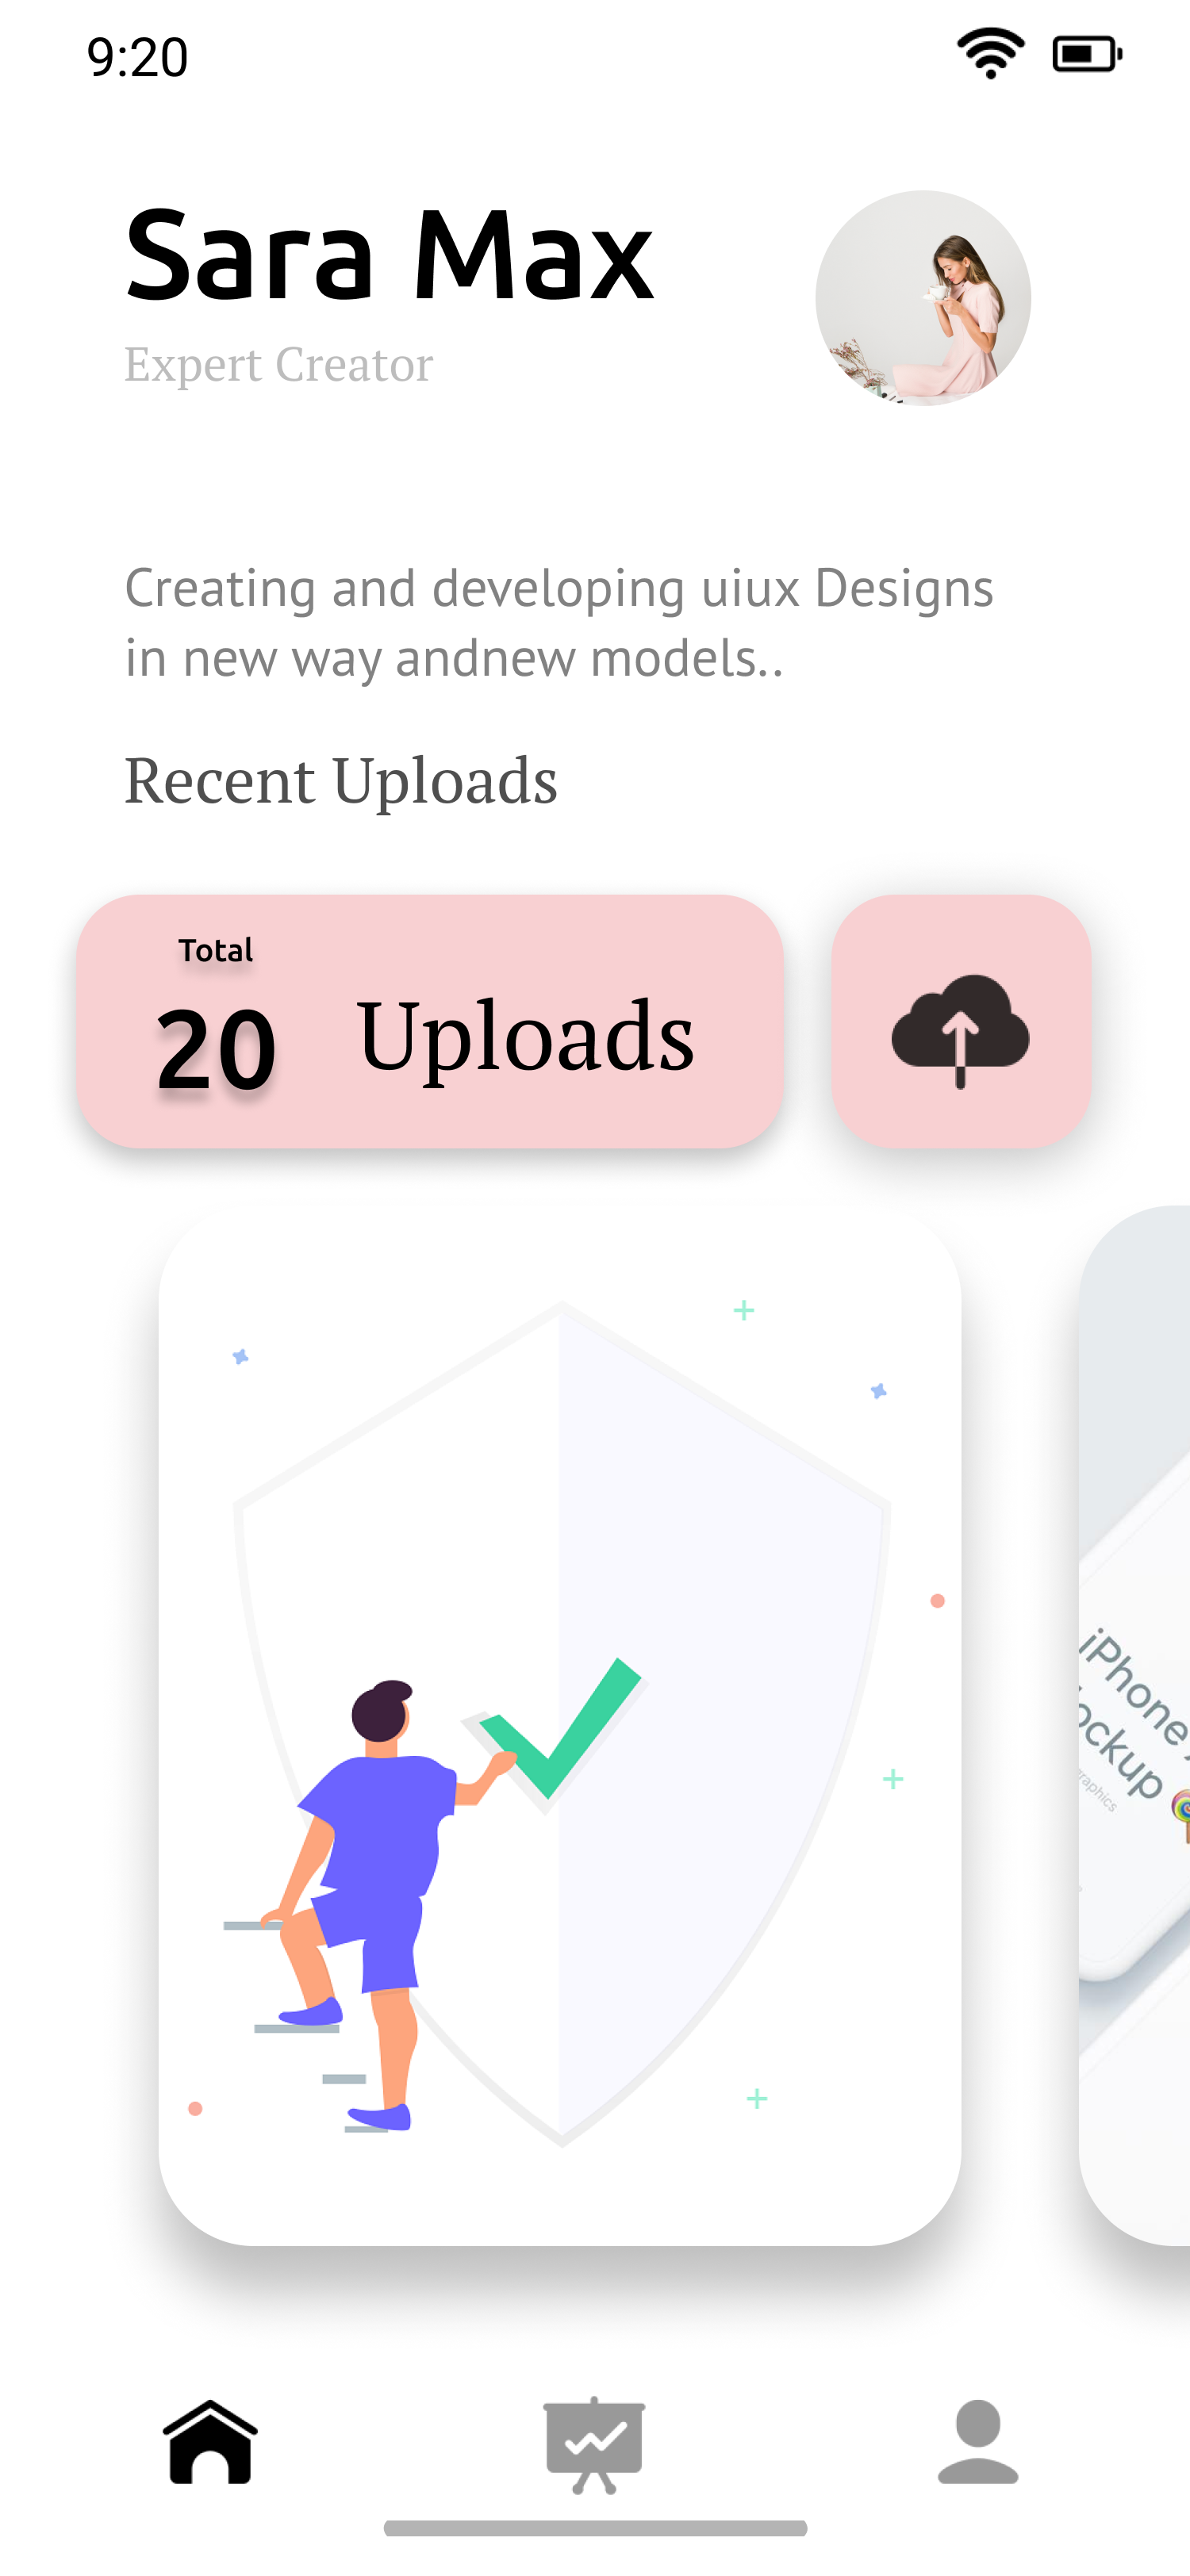 9:20
Sara Max
Expert Creator
Creating and developing uiux Designs
in new way andnew models..
Recent Uploads
Total
20
Uploads
iPhone
ockup
raphics